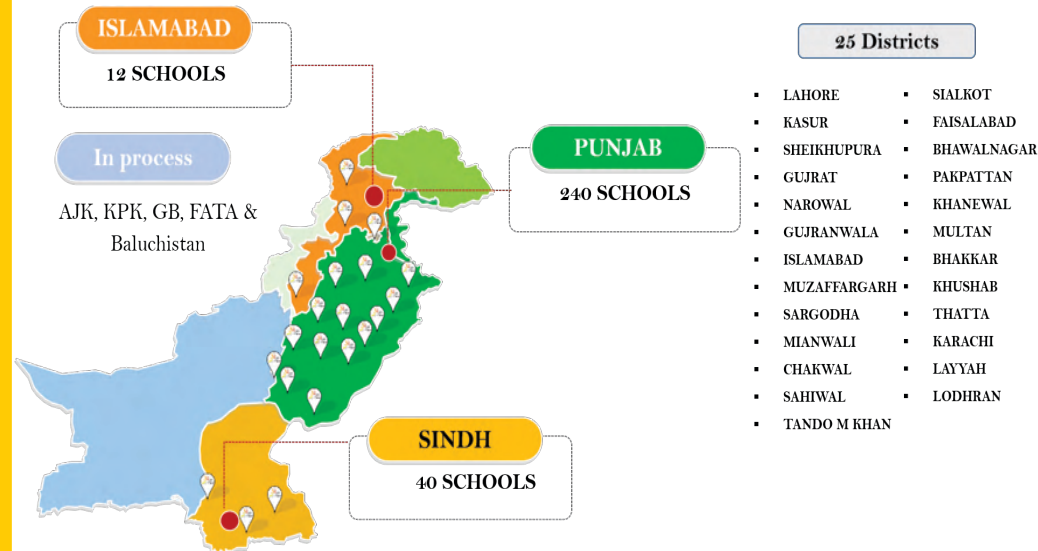 ISLAMABAD
12 SCHOOLS
In process
AJK, KPK, GB, FATA &
Baluchistan
PUNJAB
240 SCHOOLS
SINDH
40 SCHOOLS
25 Districts
▪ LAHORE
▪ KASUR
▪ SHEIKHUPURA
▪ GUJRAT
▪ NAROWAL
▪ GUJRANWALA
▪ ISLAMABAD
▪ MUZAFFARGARH
▪ SARGODHA
▪ MIANWALI
▪ CHAKWAL
▪ SAHIWAL
▪ TANDO M KHAN
▪ SIALKOT
▪ FAISALABAD
▪ BHAWALNAGAR
▪ PAKPATTAN
▪ KHANEWAL
▪ MULTAN
▪ BHAKKAR
▪ KHUSHAB
▪ THATTA
▪ KARACHI
▪ LAYYAH
▪ LODHRAN